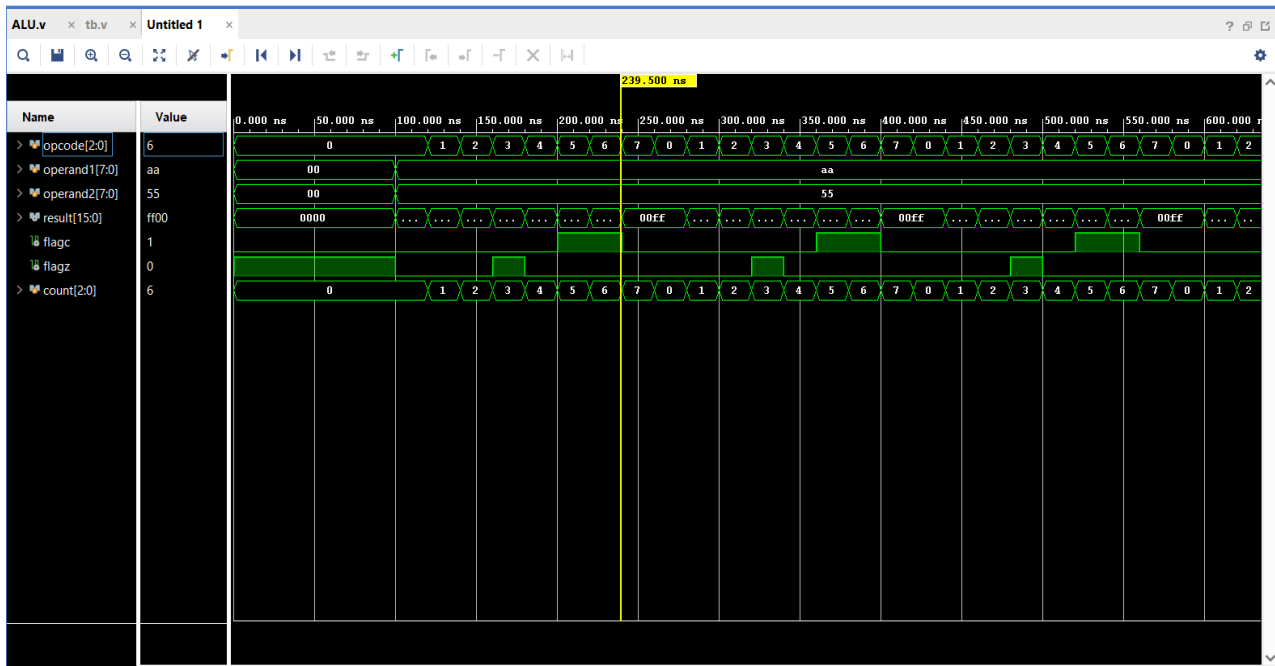 ALU.v × tb.v × Untitled 1 ×
?
239.500 ns
Name Value
0.000 ns 50.000 ns 100.000 ns 150.000 ns 200.000 ns 250.000 ns 300.000 ns 350.000 ns 400.000 ns 450.000 ns 500.000 ns 550.000 ns 600.000 n
opcode[2:0] 6 0 1 2 3 4 5 6 7 0 1 2 3 4 5 6 7 0 1 2 3 4 5 6 7 0 1 2
operand1[7:0] aa 00 aa
operand2[7:0] 55 00 55
result[15:0] ff00 0000 ... ... ... ... ... ... 00ff ... ... ... ... ... ... 00ff ... ... ... ... ... ... 00ff ... ..
flagc 1
flagz 0
count[2:0] 6 0 1 2 3 4 5 6 7 0 1 2 3 4 5 6 7 0 1 2 3 4 5 6 7 0 1 2